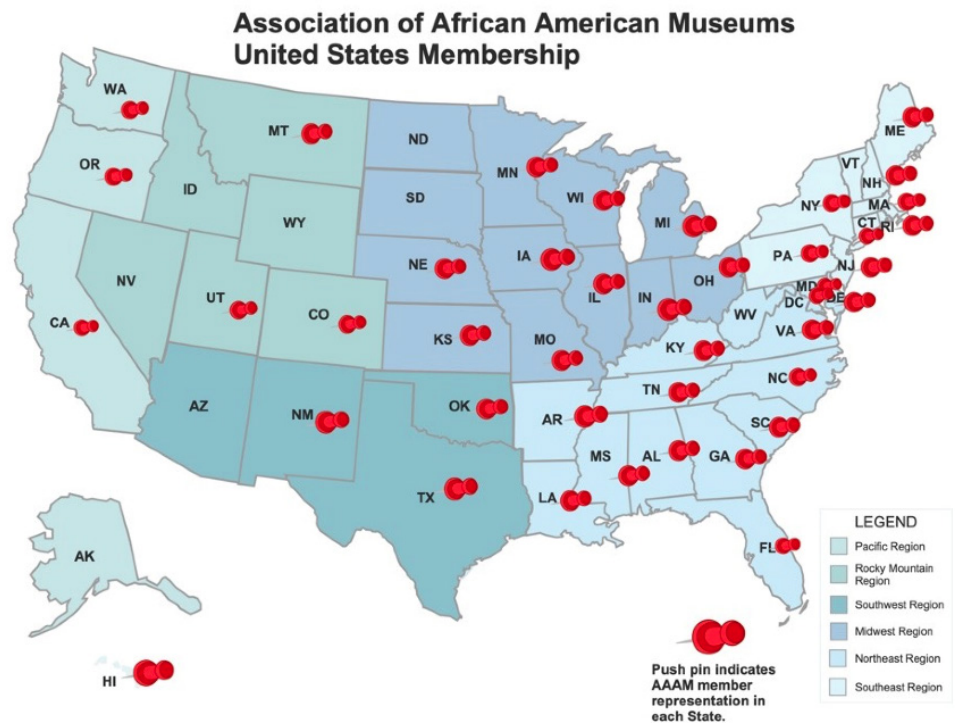 Association of African American Museums
United States Membership
WA
MT
ND
MN
ME
OR
ID
SD
WI
MI
VT
NH
NY
MA
WY
CT
RI
NE
IA
PA
NJ
NV
UT
CO
IL
IN
OH
MD
DE
DC
WV
CA
KS
MO
KY
VA
AZ
NM
OK
AR
TN
NC
SC
TX
LA
MS
AL
GA
FL
AK
HI
LEGEND
Pacific Region
Rocky Mountain
Region
Southwest Region
Midwest Region
Northeast Region
Southeast Region
Push pin indicates
AAAM member
representation in
each State.